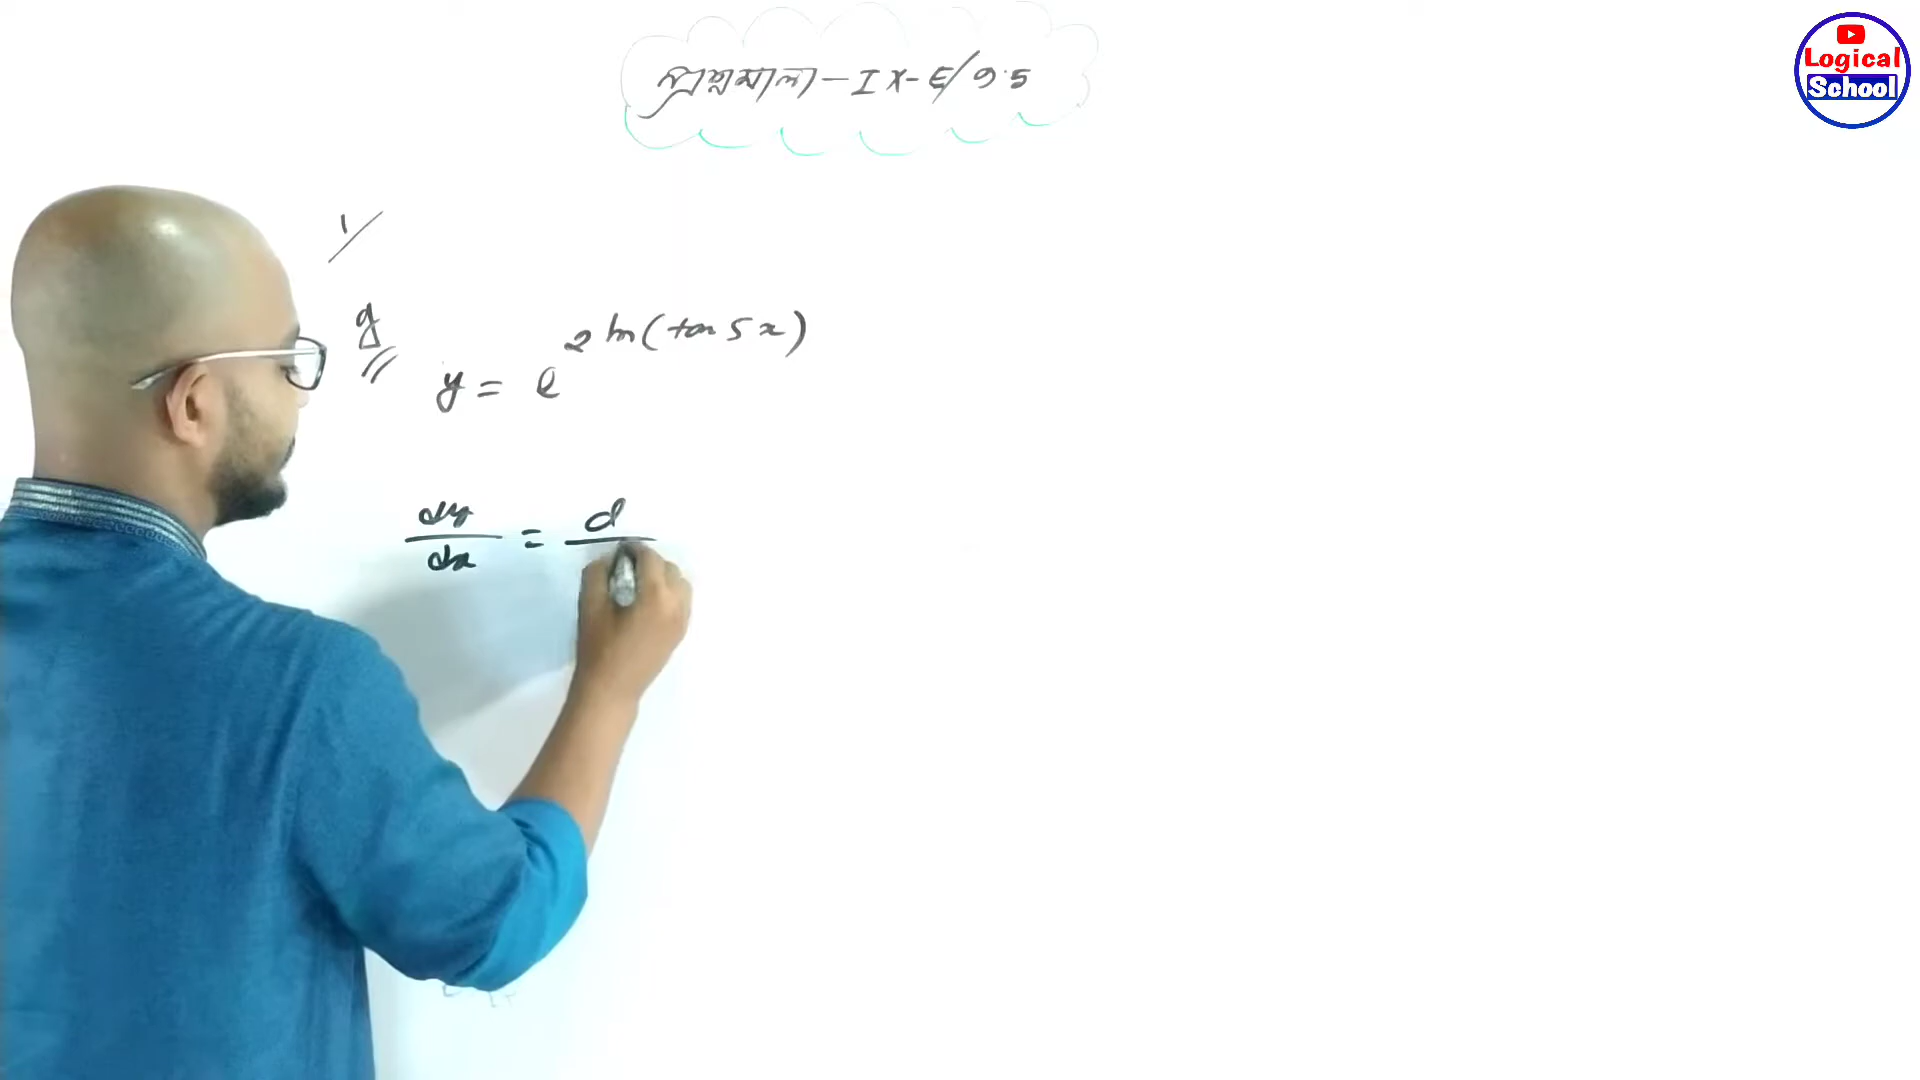 প্রশ্নমালা - IX - E / 9.5
Logical
School
1/
g
y = e^{2 ln(tan 5x)}
dy/dx = d